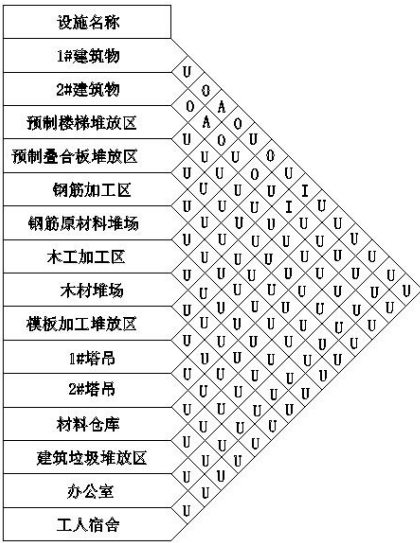 设施名称
1#建筑物
U
2#建筑物 O
O A
预制楼梯堆放区 A O
U O U
预制叠合板堆放区 U U O
U U O U
钢筋加工区 U U U I
U U U I U
钢筋原材料堆场 U U U U U
U U U U U U
木工加工区 U U U U U U
U U U U U U U
木材堆场 U U U U U U U
U U U U U U U
模板加工堆放区 U U U U U U
U U U U U U
1#塔吊 U U U U U
U U U U U
2#塔吊 U U U U
U U U U
材料仓库 U U U
U U U
建筑垃圾堆放区 U U
U U
办公室 U
U
工人宿舍